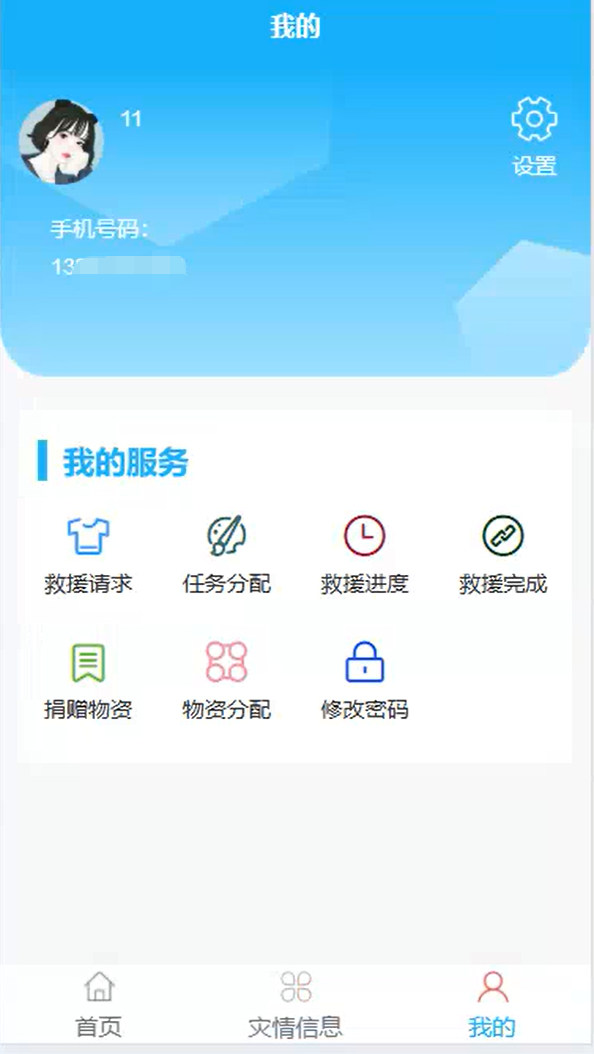 我的
11
设置
手机号码：
13
我的服务
救援请求 任务分配 救援进度 救援完成
捐赠物资 物资分配 修改密码
首页 灾情信息 我的